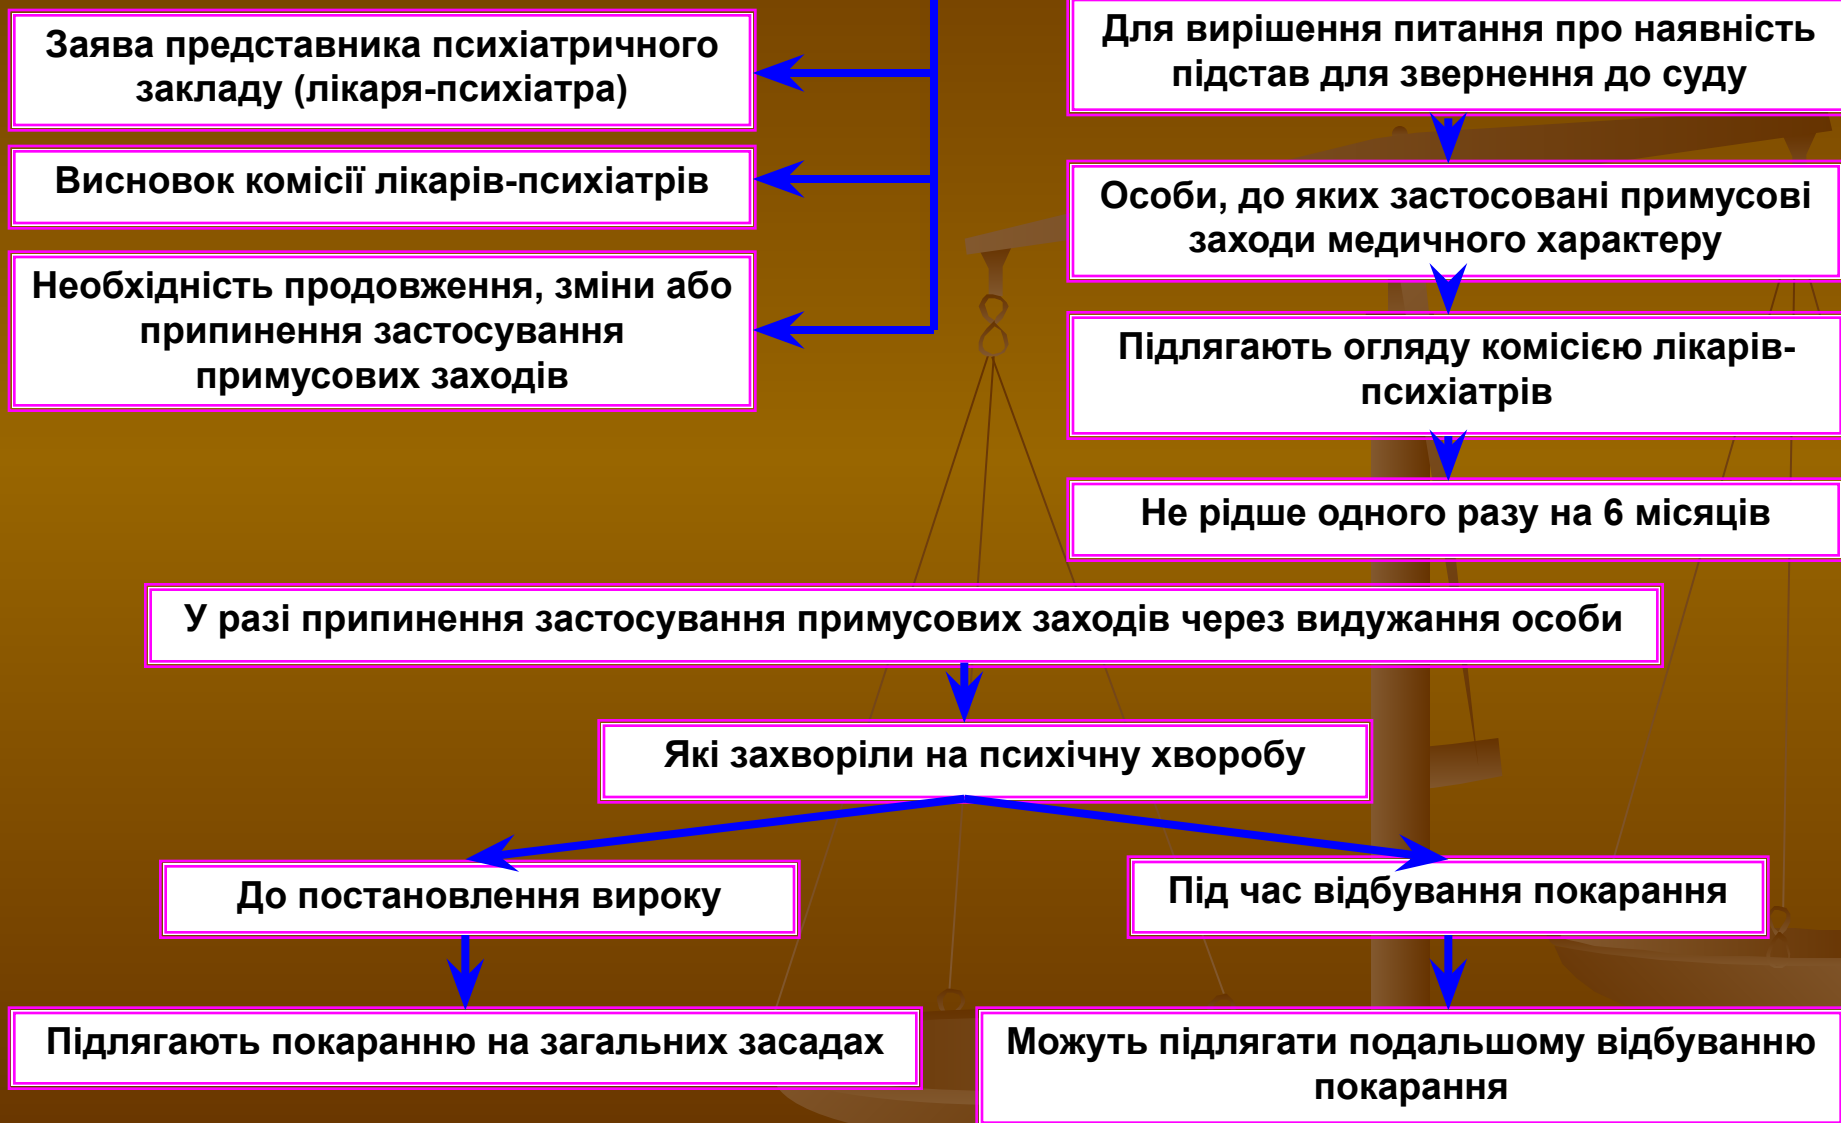 Заява представника психіатричного
закладу (лікаря-психіатра)
Висновок комісії лікарів-психіатрів
Необхідність продовження, зміни або
припинення застосування
примусових заходів
Для вирішення питання про наявність
підстав для звернення до суду
Особи, до яких застосовані примусові
заходи медичного характеру
Підлягають огляду комісією лікарів-
психіатрів
Не рідше одного разу на 6 місяців
У разі припинення застосування примусових заходів через видужання особи
Які захворіли на психічну хворобу
До постановлення вироку
Під час відбування покарання
Підлягають покаранню на загальних засадах
Можуть підлягати подальшому відбуванню
покарання